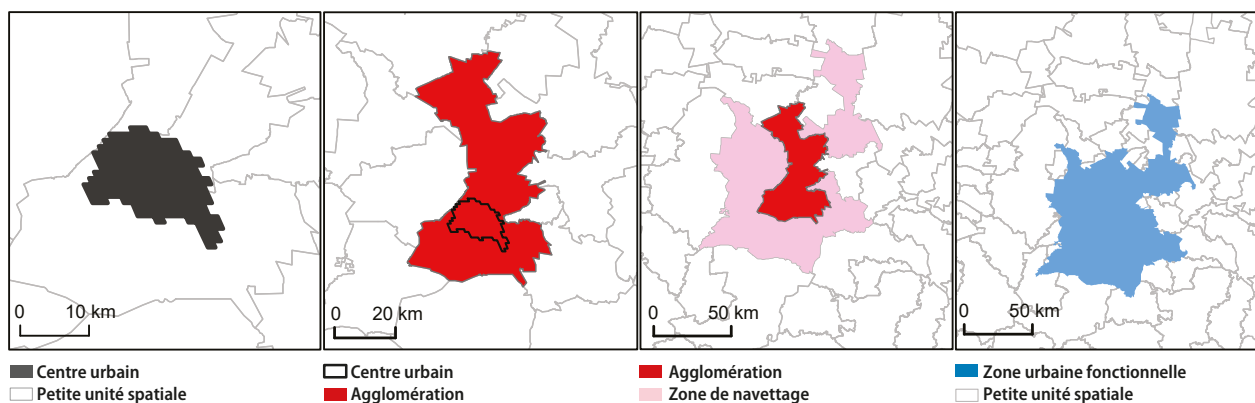 0 10 km
0 20 km
0 50 km
0 50 km
Centre urbain
Petite unité spatiale
Centre urbain
Agglomération
Agglomération
Zone de navettage
Zone urbaine fonctionnelle
Petite unité spatiale